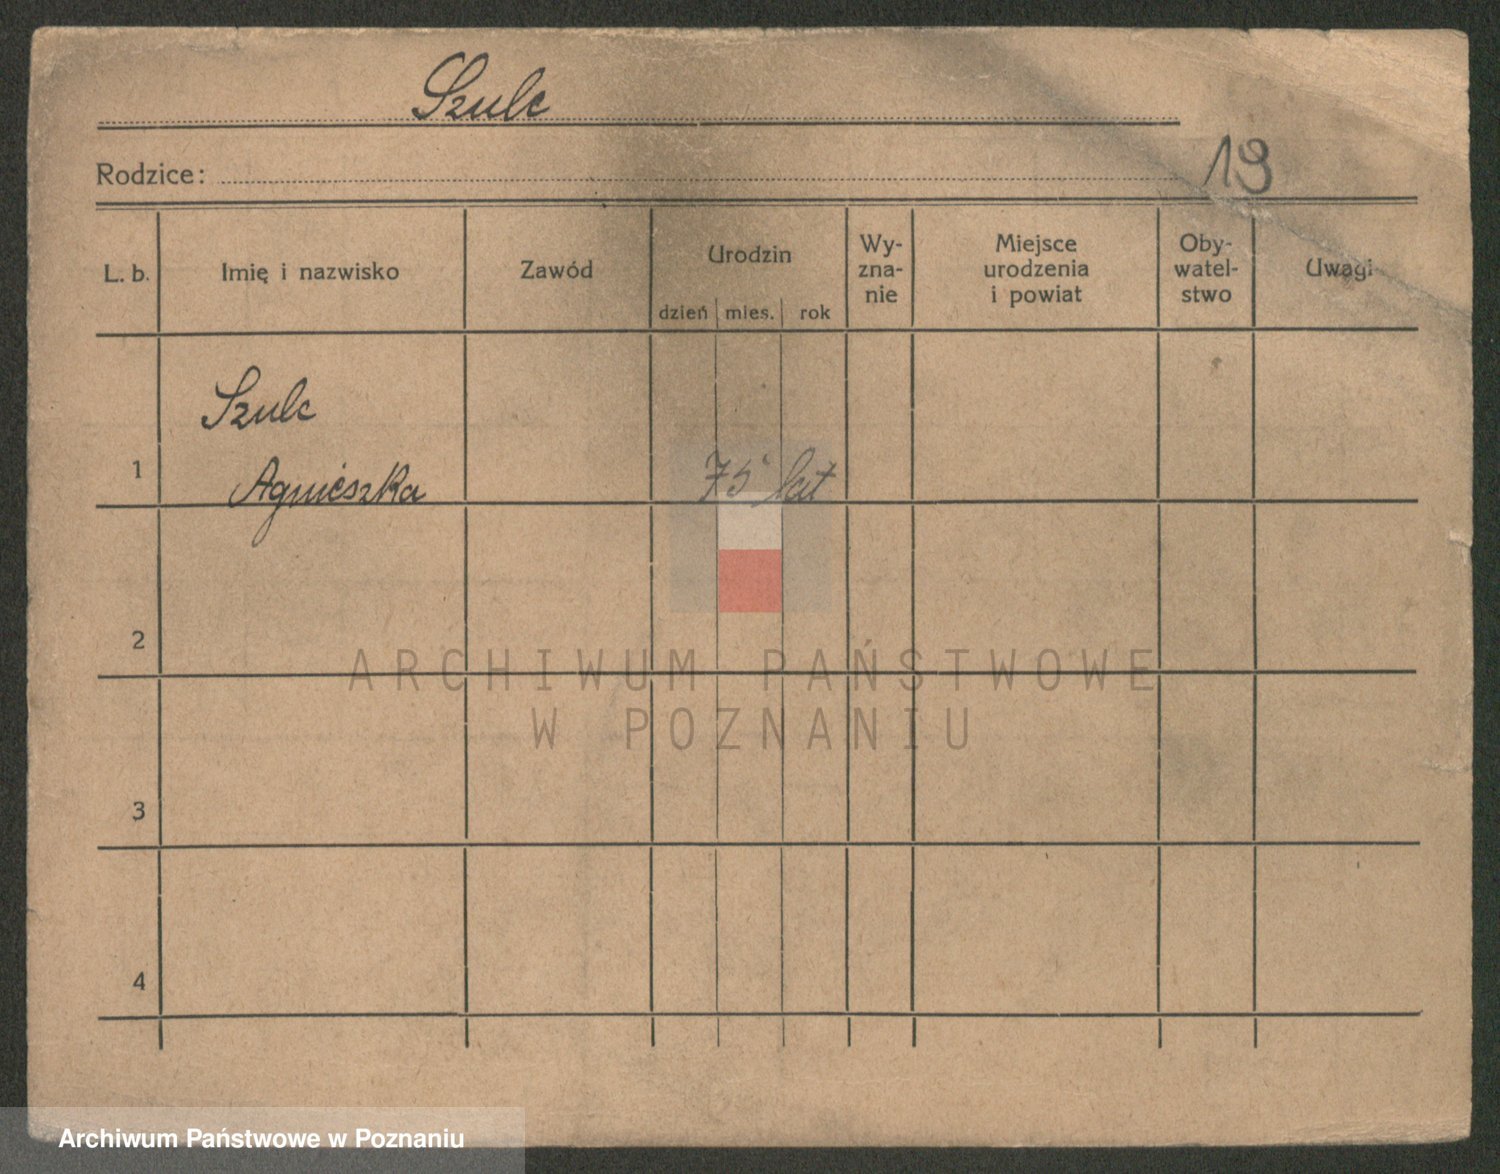 Szulc
Rodzice:
19
L. b.
Imię i nazwisko
Zawód
Urodzin
dzień mies. rok
Wy-
zna-
nie
Miejsce
urodzenia
i powiat
Oby-
watel-
stwo
Uwagi
Szulc
1 Agnieszka 75 lat
2
ARCHIWUM PAŃSTWOWE
W POZNANIU
3
4
Archiwum Państwowe w Poznaniu